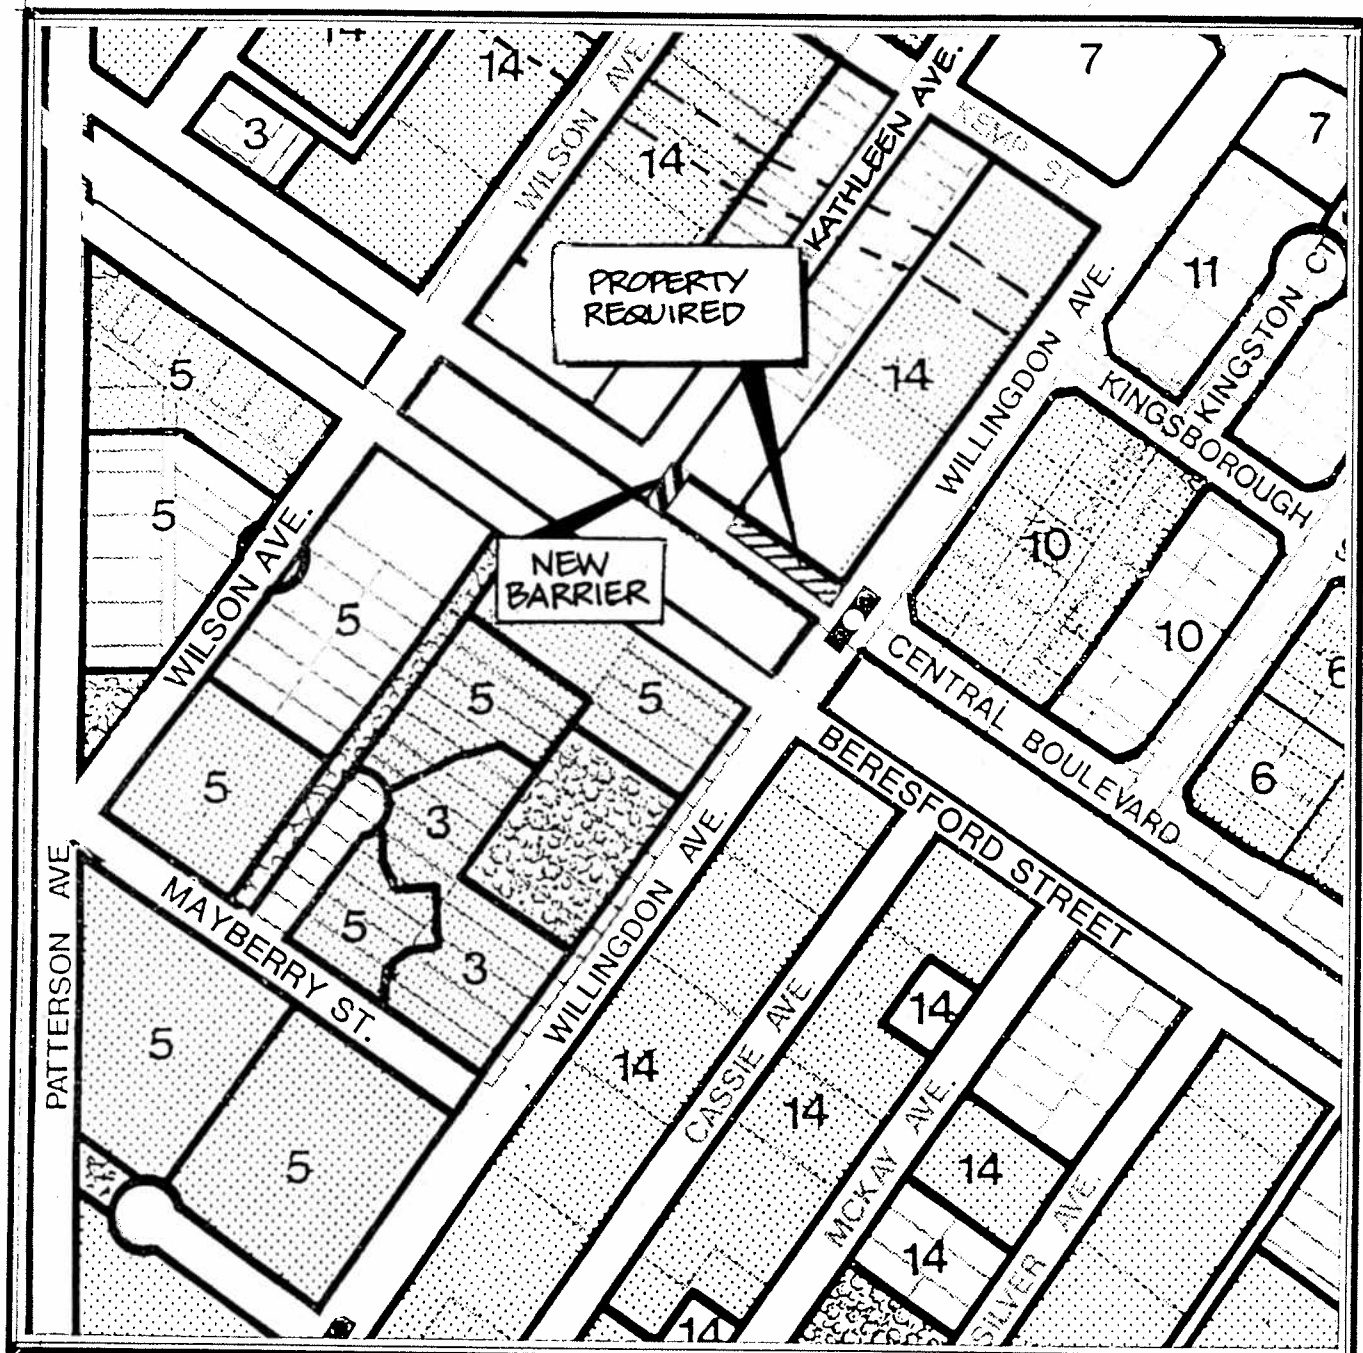 14
14
7
3
WILSON AVE.
14
KATHLEEN AVE.
KEMP ST.
7
PROPERTY
REQUIRED
11
KINGSTON CT
5
14
WILLINGDON AVE.
KINGSBOROUGH
5
WILSON AVE.
NEW
BARRIER
10
10
5
5
5
CENTRAL BOULEVARD
6
6
5
3
BERESFORD STREET
MAYBERRY ST.
5
3
WILLINGDON AVE
PATTERSON AVE
5
14
CASSIE AVE
14
14
MCKAY AVE.
5
14
14
SILVER AVE
14